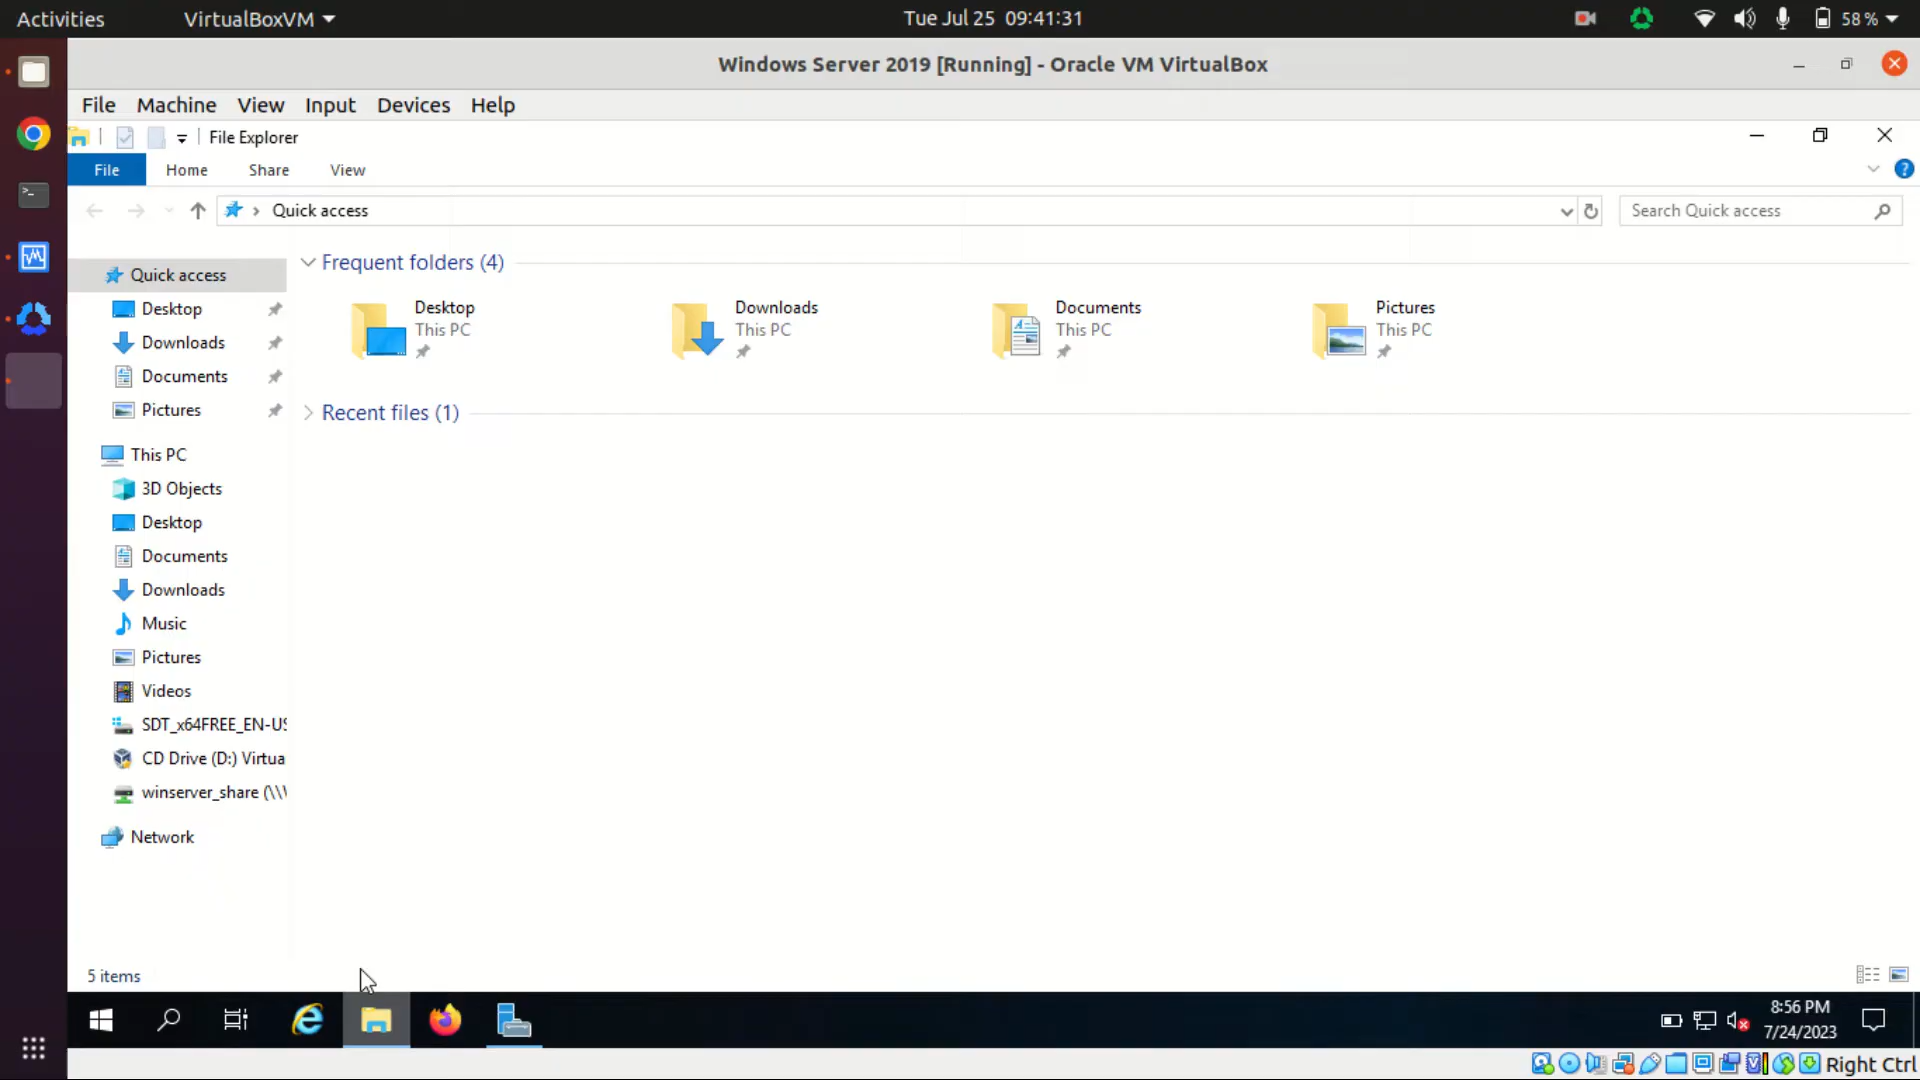 Activities VirtualBoxVM Tue Jul 25 09:41:31 58 %
Windows Server 2019 [Running] - Oracle VM VirtualBox
File Machine View Input Devices Help
File Explorer
File Home Share View
Quick access Search Quick access
Frequent folders (4)
Desktop
This PC
Downloads
This PC
Documents
This PC
Pictures
This PC
Recent files (1)
Quick access
Desktop
Downloads
Documents
Pictures
This PC
3D Objects
Desktop
Documents
Downloads
Music
Pictures
Videos
SDT_x64FREE_EN-US
CD Drive (D:) Virtua
winserver_share (\\V
Network
5 items
8:56 PM
7/24/2023
Right Ctrl